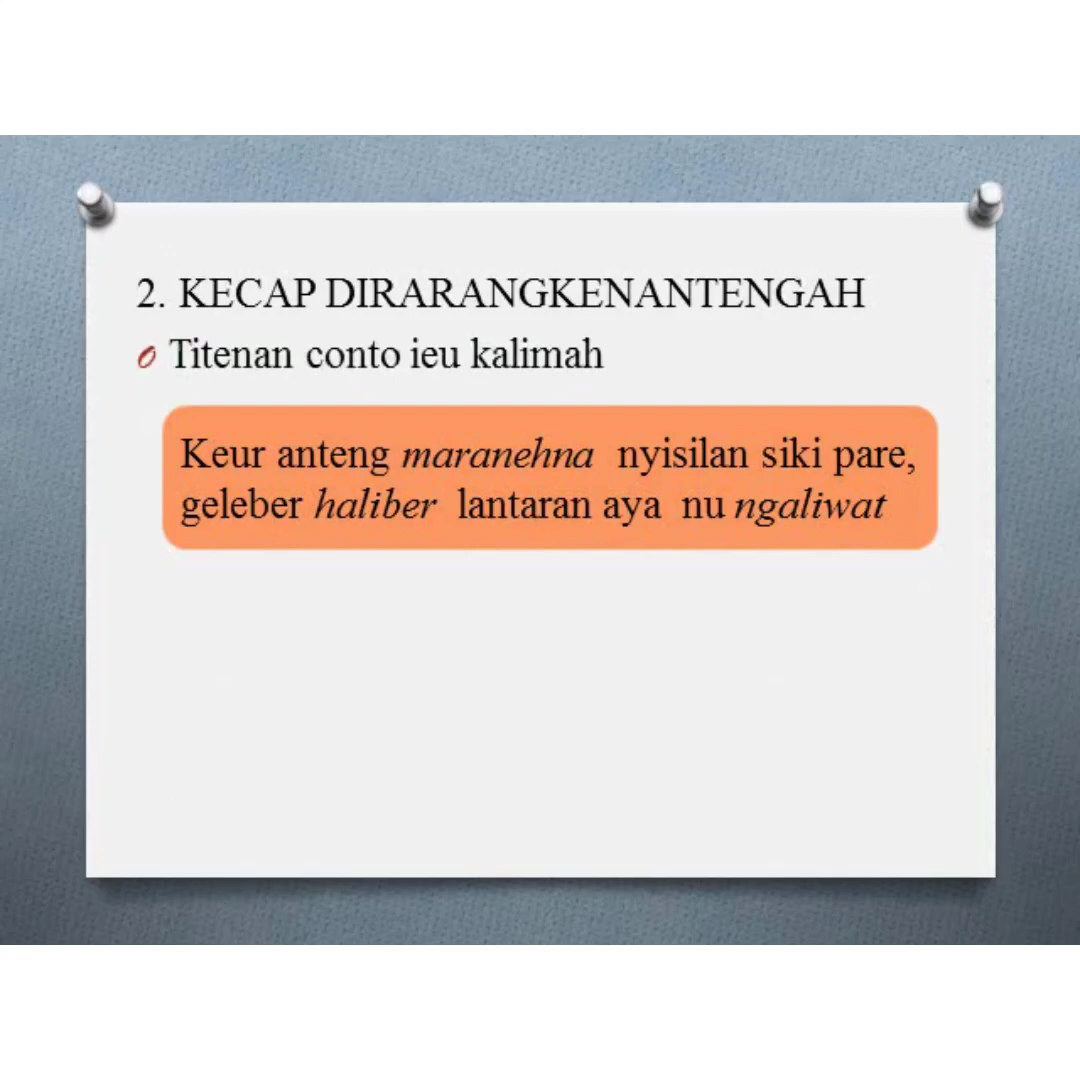 2. KECAP DIRARANGKENANTENGAH
Titenan conto ieu kalimah
Keur anteng maranehna nyisilan siki pare,
geleber haliber lantaran aya nu ngaliwat